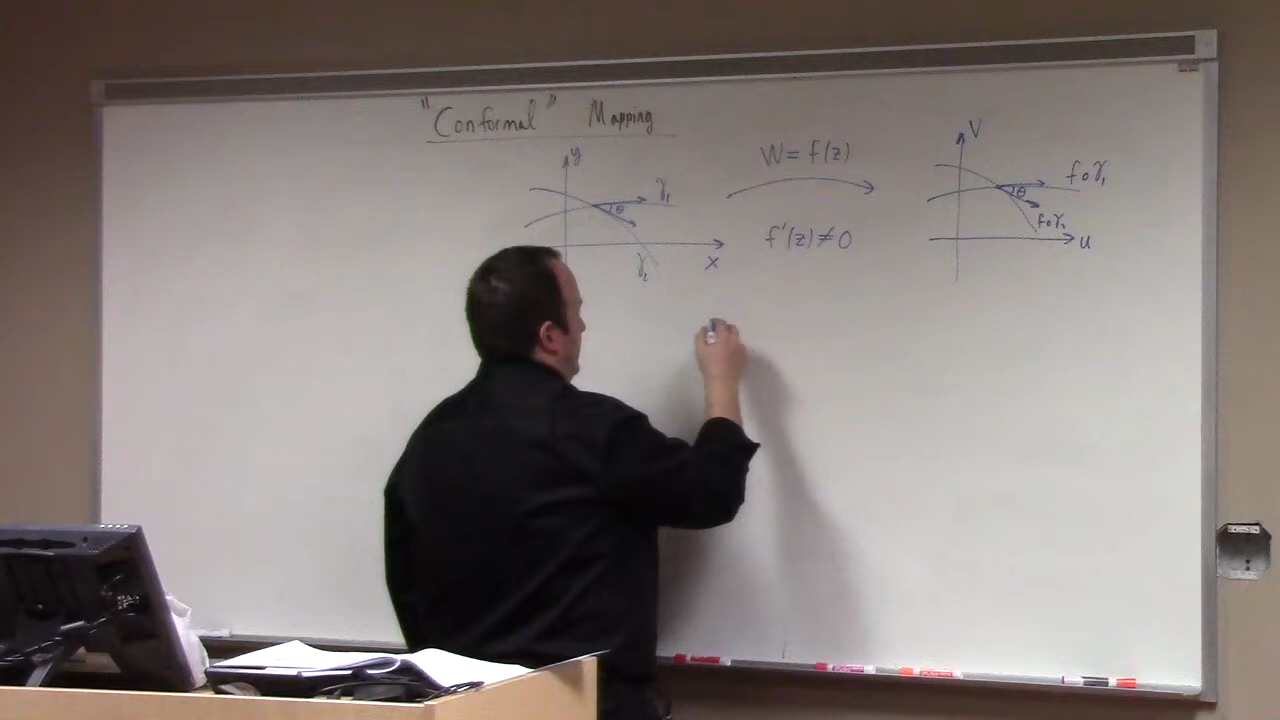 "Conformal" Mapping
y
γ₁
θ
x
γ₂
W = f(z)
f'(z) ≠ 0
V
f∘γ₁
θ
f∘γ₂
u